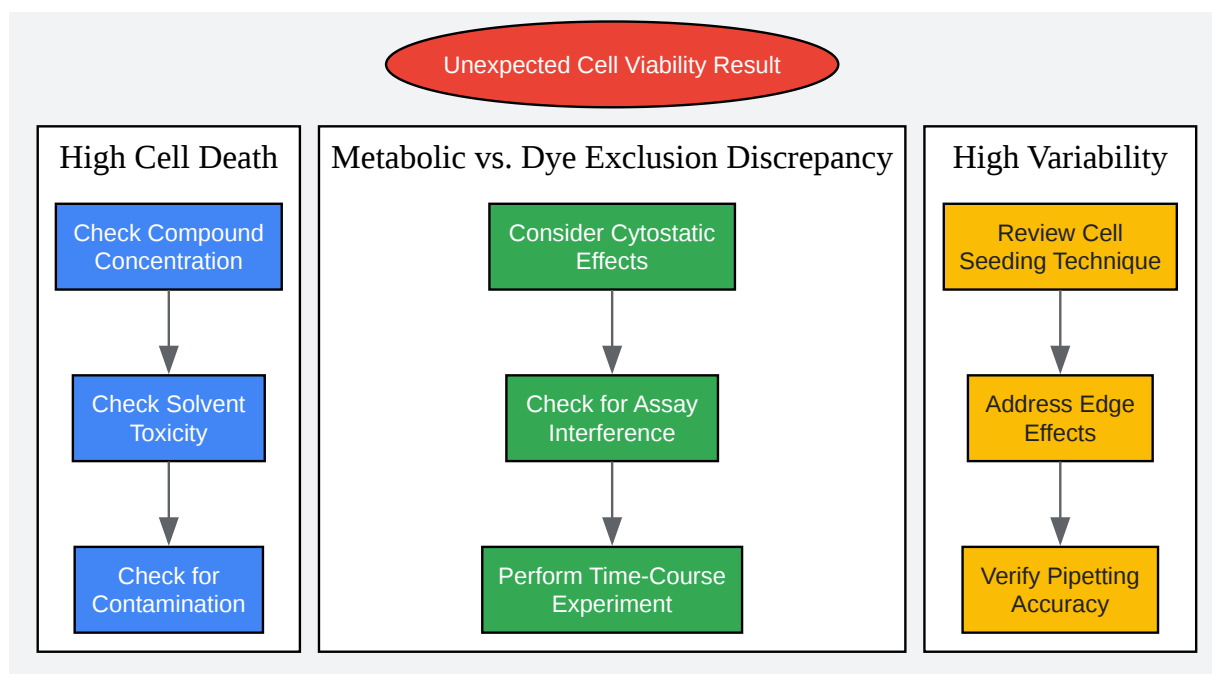 Unexpected Cell Viability Result
High Cell Death
Check Compound
Concentration
Check Solvent
Toxicity
Check for
Contamination
Metabolic vs. Dye Exclusion Discrepancy
Consider Cytostatic
Effects
Check for Assay
Interference
Perform Time-Course
Experiment
High Variability
Review Cell
Seeding Technique
Address Edge
Effects
Verify Pipetting
Accuracy